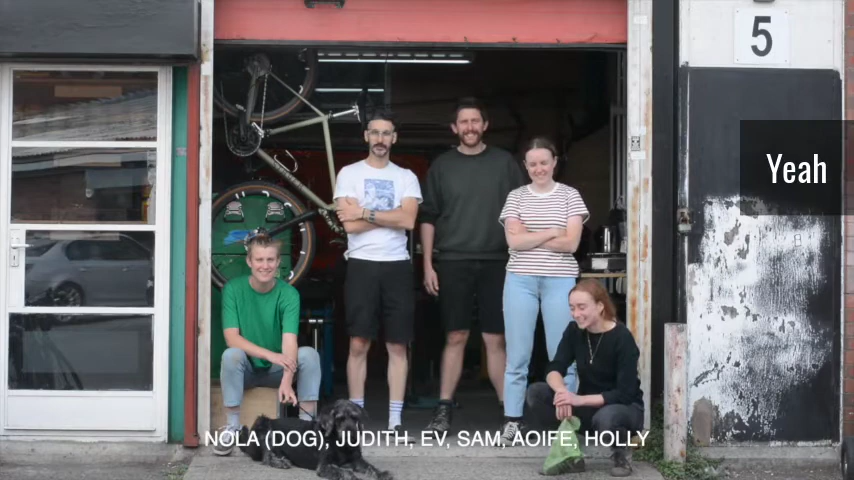 5
Yeah
NOLA (DOG), JUDITH, EV, SAM, AOIFE, HOLLY